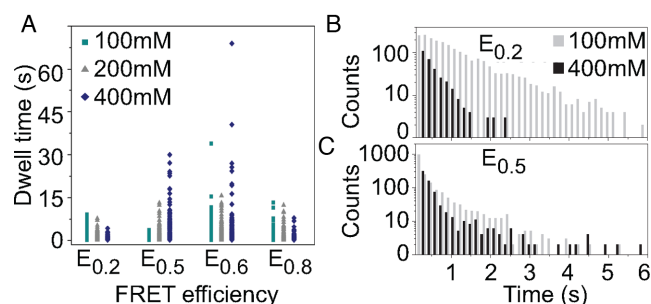 A
Dwell time (s)
60
45
30
15
0
100mM
200mM
400mM
E0.2 E0.5 E0.6 E0.8
FRET efficiency
B
Counts
100
10
0
E0.2
100mM
400mM
C
Counts
1000
100
10
0
E0.5
1 2 3 4 5 6
Time (s)